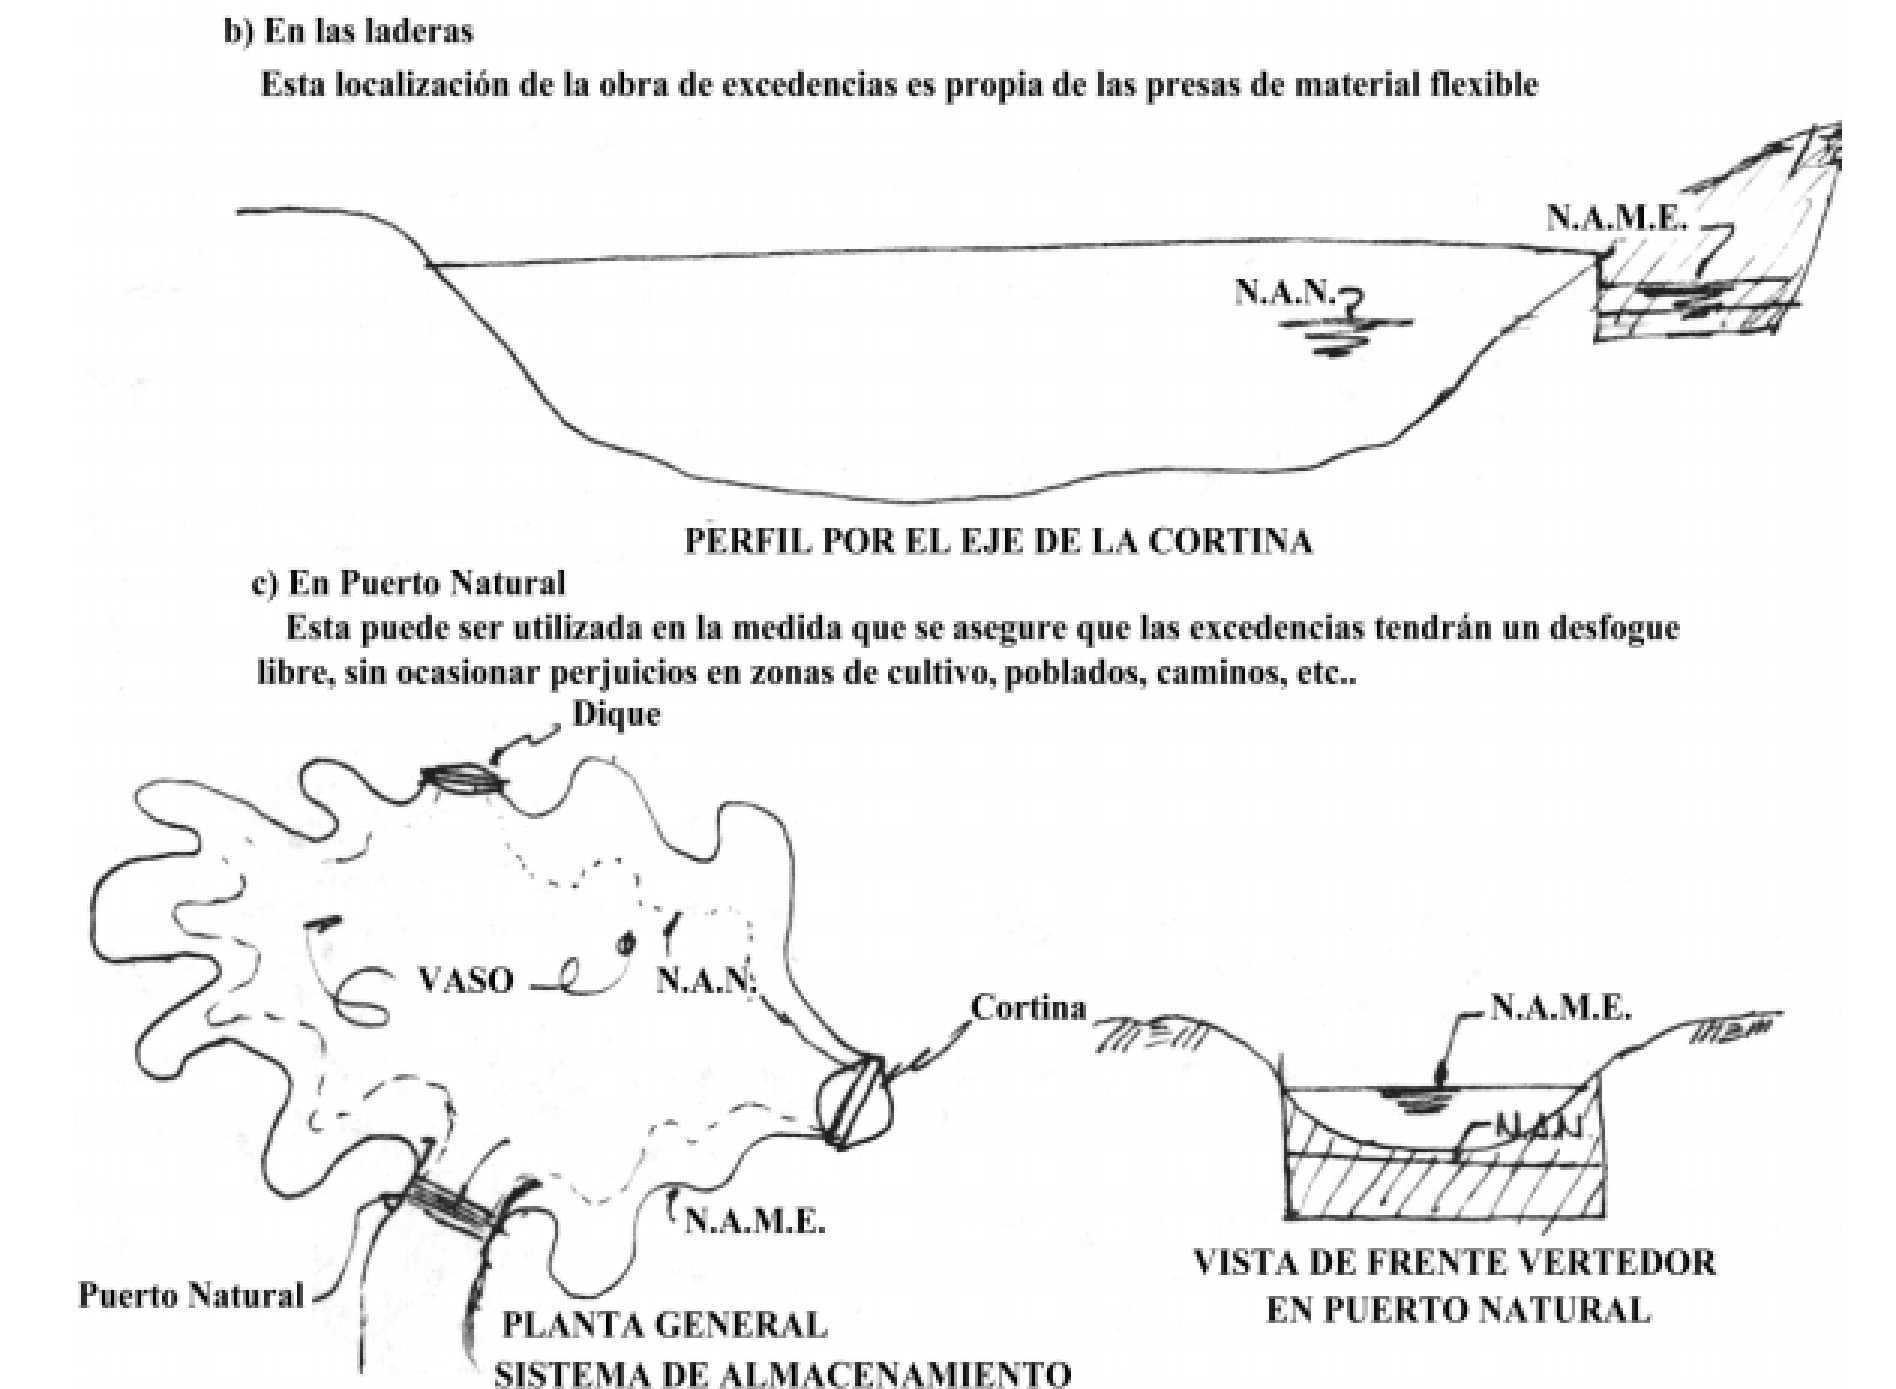 b) En las laderas
Esta localización de la obra de excedencias es propia de las presas de material flexible
N.A.M.E.
N.A.N.
PERFIL POR EL EJE DE LA CORTINA
c) En Puerto Natural
Esta puede ser utilizada en la medida que se asegure que las excedencias tendrán un desfogue
libre, sin ocasionar perjuicios en zonas de cultivo, poblados, caminos, etc..
Dique
VASO
N.A.N.
Cortina
N.A.M.E.
N.A.N.
N.A.M.E.
Puerto Natural
VISTA DE FRENTE VERTEDOR
EN PUERTO NATURAL
PLANTA GENERAL
SISTEMA DE ALMACENAMIENTO